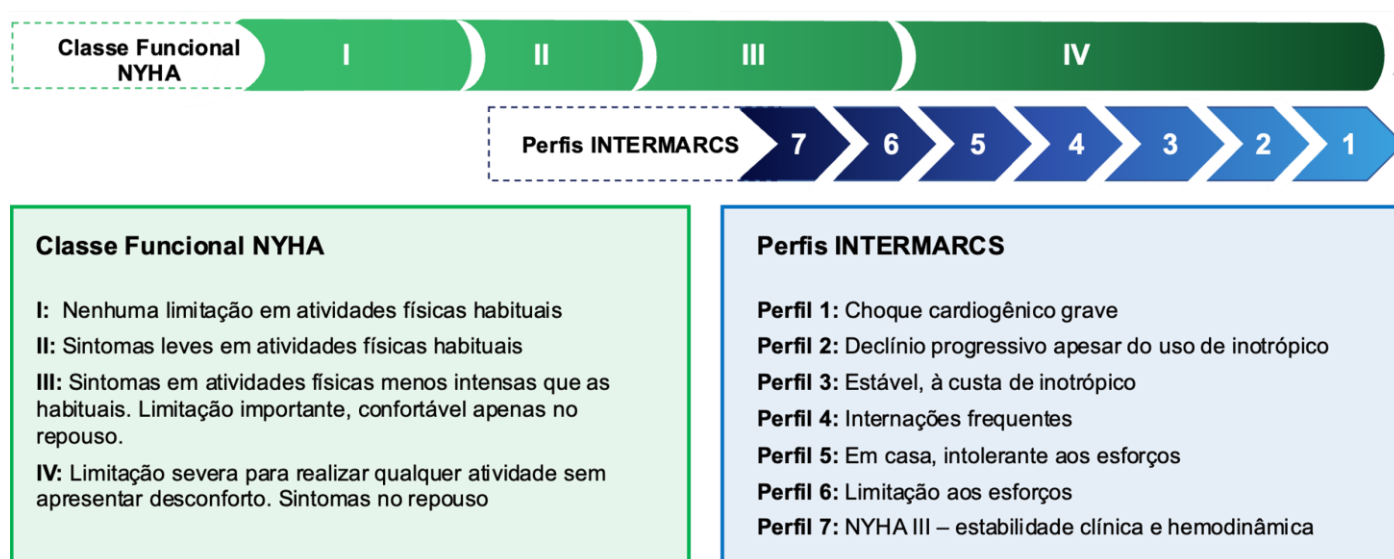 Classe Funcional
NYHA
I
II
III
IV
Perfis INTERMARCS
7
6
5
4
3
2
1
Classe Funcional NYHA
I: Nenhuma limitação em atividades físicas habituais
II: Sintomas leves em atividades físicas habituais
III: Sintomas em atividades físicas menos intensas que as
habituais. Limitação importante, confortável apenas no
repouso.
IV: Limitação severa para realizar qualquer atividade sem
apresentar desconforto. Sintomas no repouso
Perfis INTERMARCS
Perfil 1: Choque cardiogênico grave
Perfil 2: Declínio progressivo apesar do uso de inotrópico
Perfil 3: Estável, à custa de inotrópico
Perfil 4: Internações frequentes
Perfil 5: Em casa, intolerante aos esforços
Perfil 6: Limitação aos esforços
Perfil 7: NYHA III – estabilidade clínica e hemodinâmica